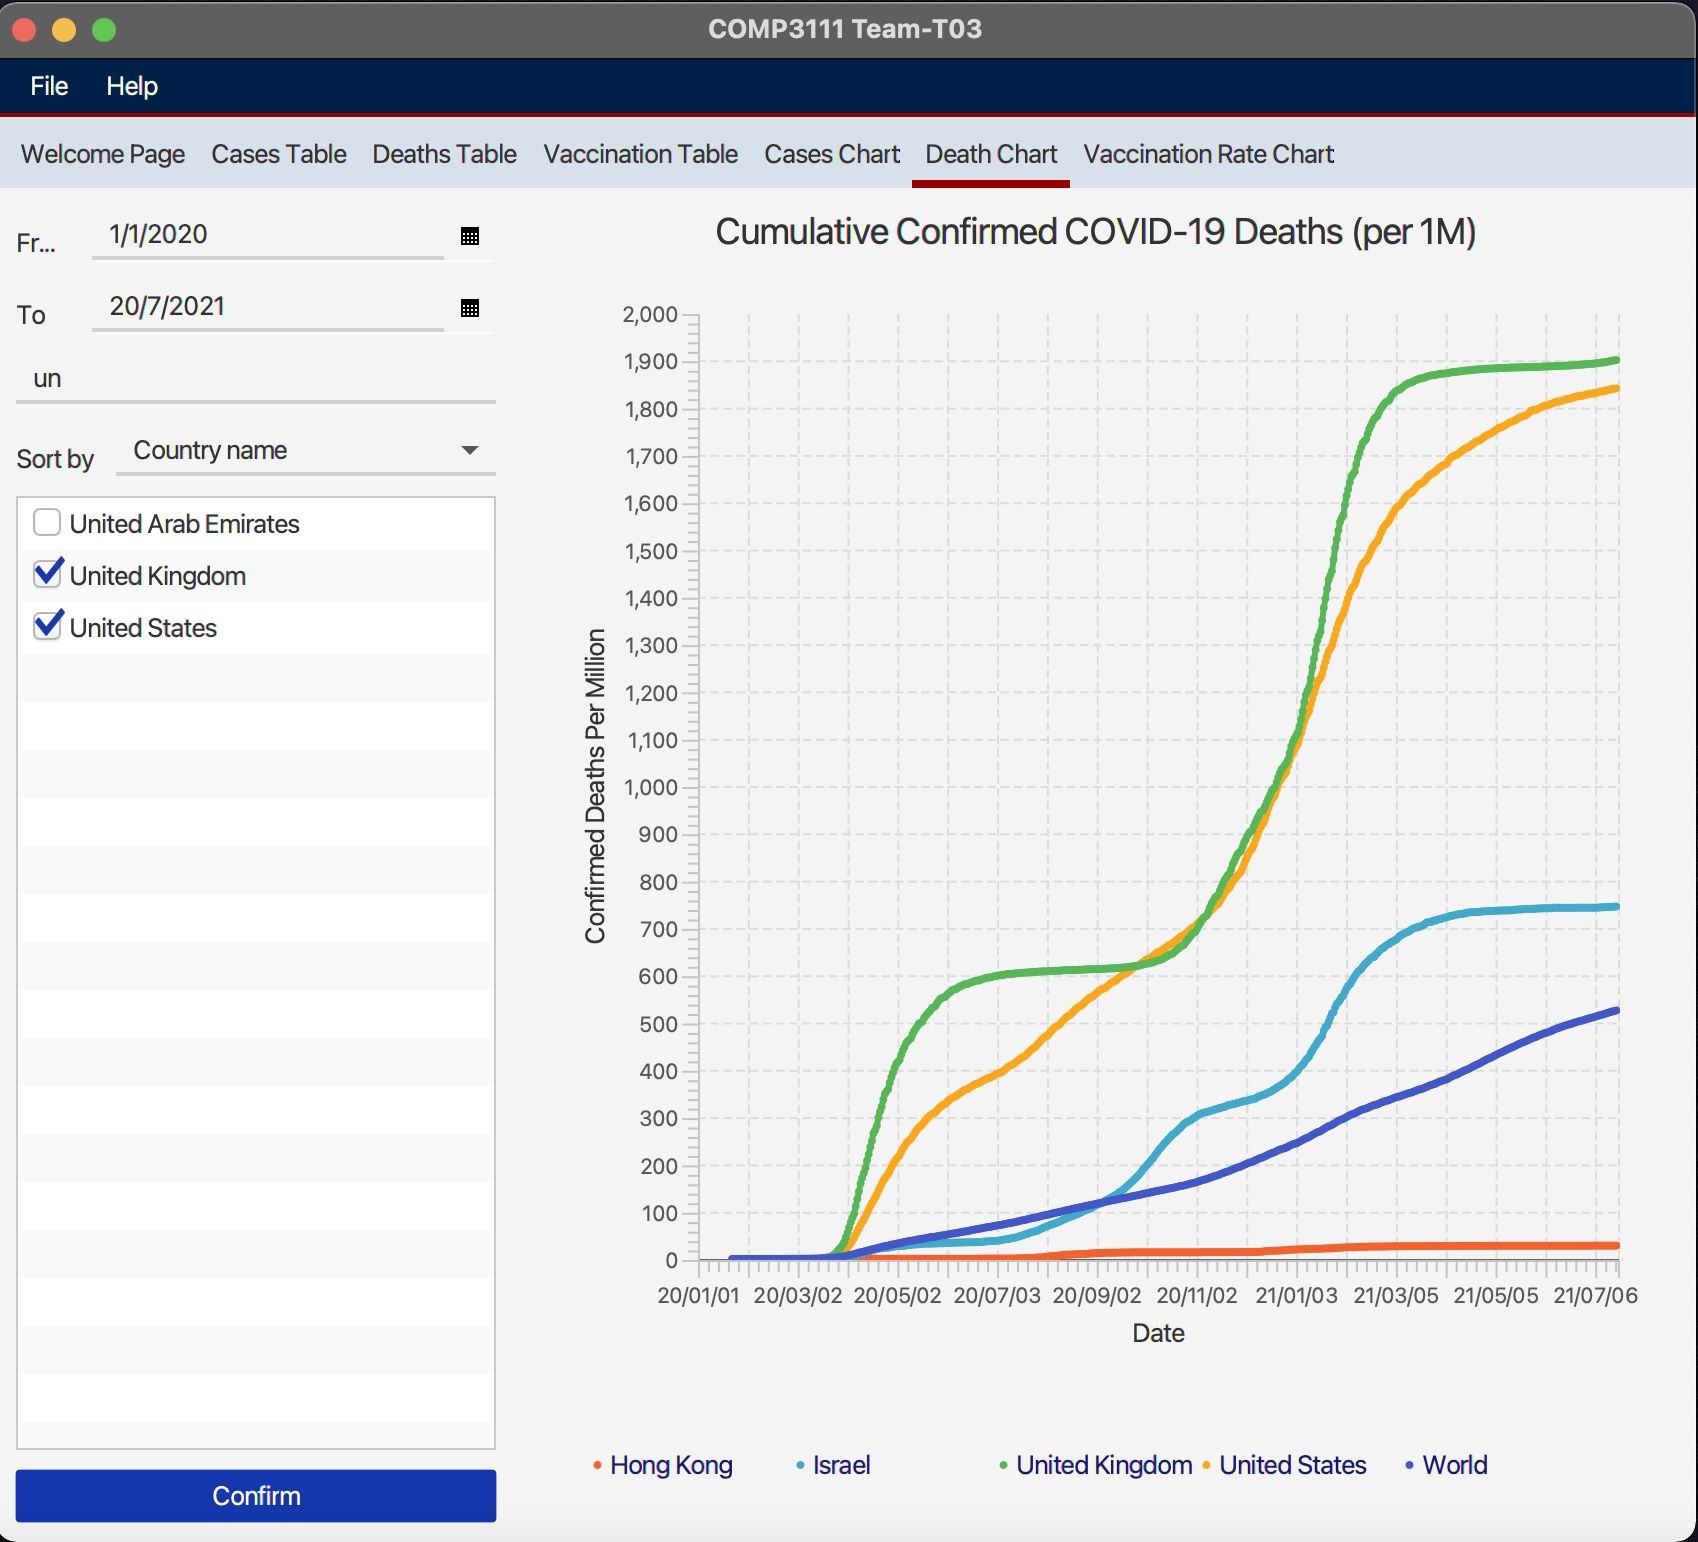 COMP3111 Team-T03
File Help
Welcome Page Cases Table Deaths Table Vaccination Table Cases Chart Death Chart Vaccination Rate Chart
Fr... 1/1/2020
To 20/7/2021
un
Sort by Country name
United Arab Emirates
United Kingdom
United States
Confirm
Cumulative Confirmed COVID-19 Deaths (per 1M)
Confirmed Deaths Per Million
2,000
1,900
1,800
1,700
1,600
1,500
1,400
1,300
1,200
1,100
1,000
900
800
700
600
500
400
300
200
100
0
20/01/01 20/03/02 20/05/02 20/07/03 20/09/02 20/11/02 21/01/03 21/03/05 21/05/05 21/07/06
Date
Hong Kong Israel United Kingdom United States World